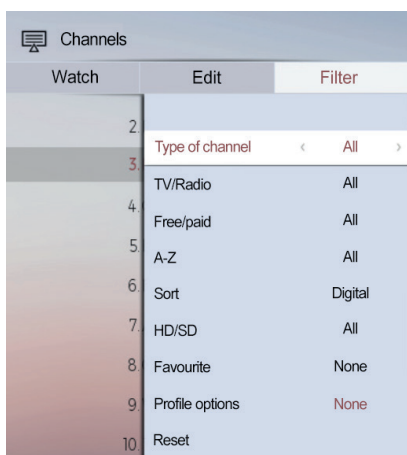 Channels
Watch Edit Filter
2.
Type of channel < All >
3.
TV/Radio All
4.
Free/paid All
5.
A-Z All
6.
Sort Digital
7.
HD/SD All
8.
Favourite None
9.
Profile options None
10.
Reset